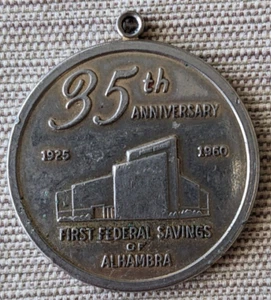 35th
ANNIVERSARY
1925 1960
FIRST FEDERAL SAVINGS
OF
ALHAMBRA